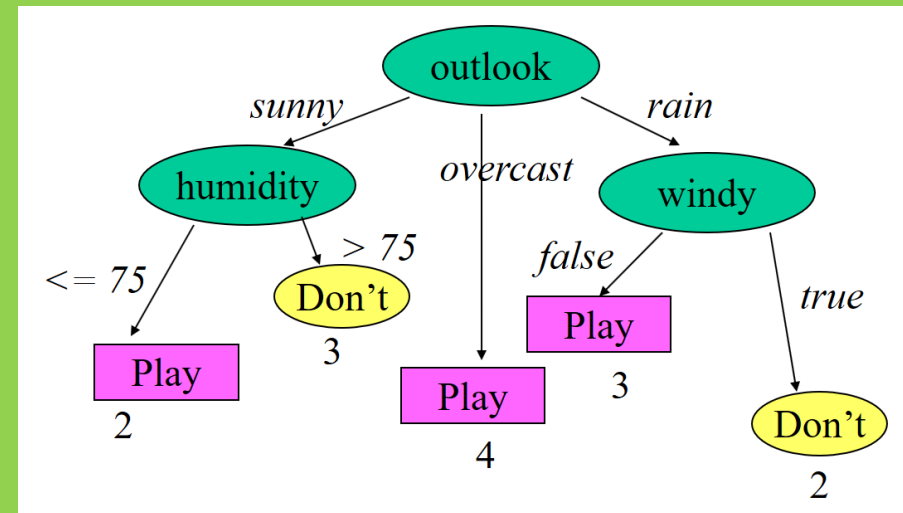 outlook
sunny
rain
overcast
humidity
windy
<= 75
> 75
false
true
Don’t
3
Play
2
Play
4
Play
3
Don’t
2